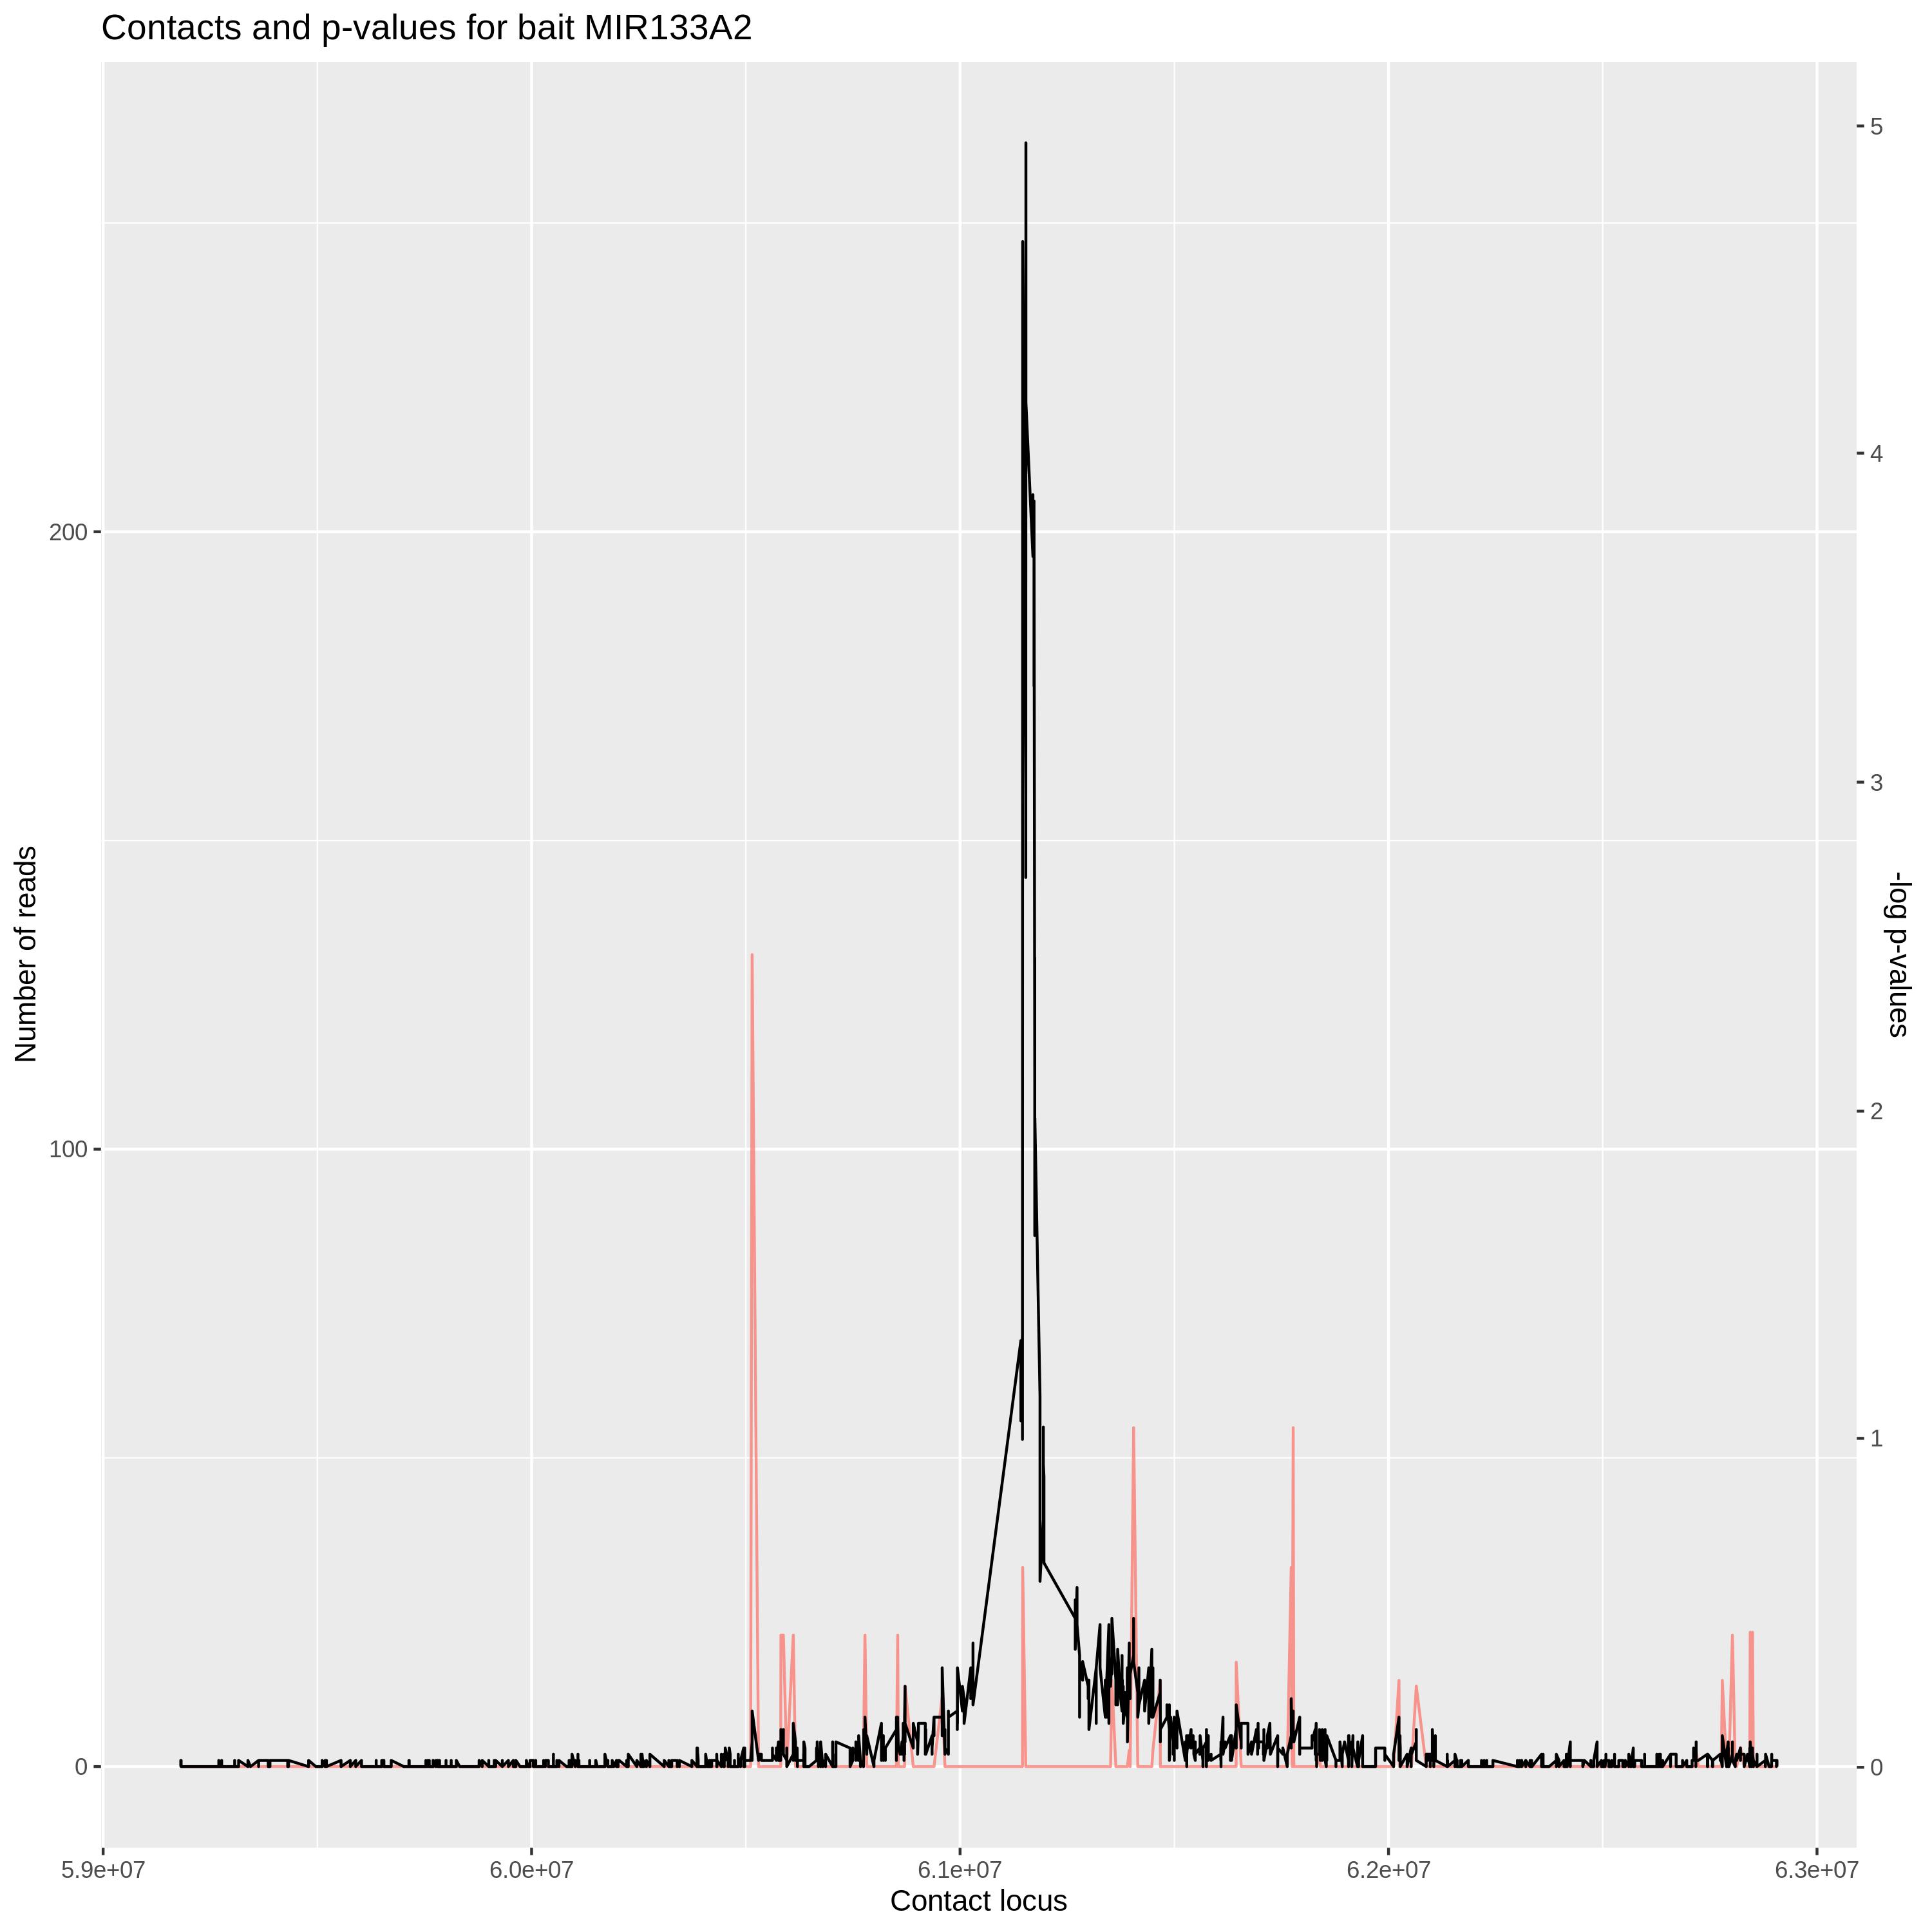 Contacts and p-values for bait MIR133A2
Number of reads
200
100
0
5
4
3
2
1
0
-log p-values
5.9e+07
6.0e+07
6.1e+07
6.2e+07
6.3e+07
Contact locus